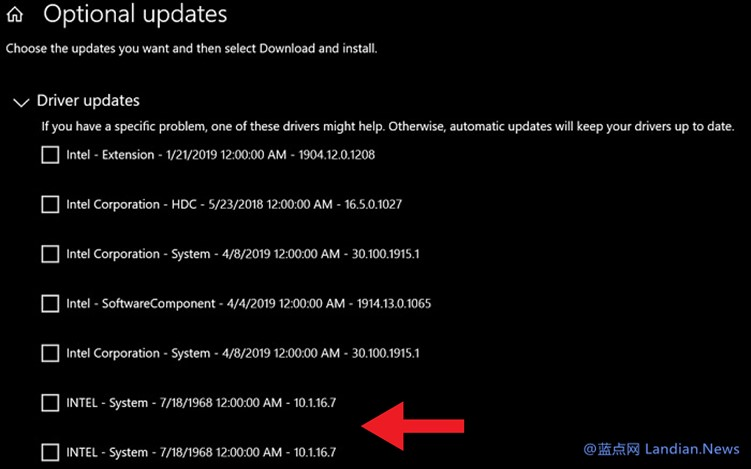 Optional updates
Choose the updates you want and then select Download and install.
Driver updates
If you have a specific problem, one of these drivers might help. Otherwise, automatic updates will keep your drivers up to date.
Intel - Extension - 1/21/2019 12:00:00 AM - 1904.12.0.1208
Intel Corporation - HDC - 5/23/2018 12:00:00 AM - 16.5.0.1027
Intel Corporation - System - 4/8/2019 12:00:00 AM - 30.100.1915.1
Intel - SoftwareComponent - 4/4/2019 12:00:00 AM - 1914.13.0.1065
Intel Corporation - System - 4/8/2019 12:00:00 AM - 30.100.1915.1
INTEL - System - 7/18/1968 12:00:00 AM - 10.1.16.7
INTEL - System - 7/18/1968 12:00:00 AM - 10.1.16.7
@蓝点网 Landian.News